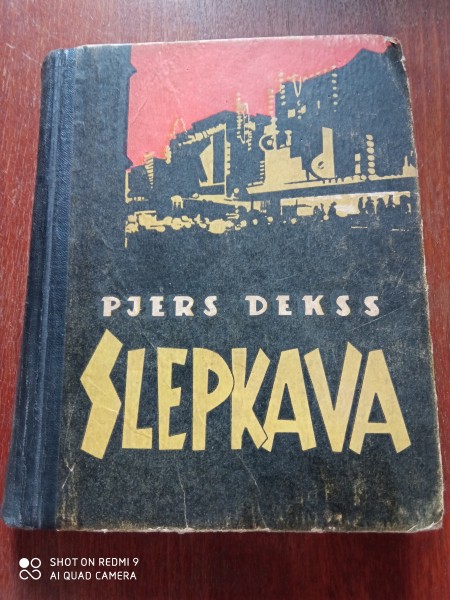 PJERS DEKSS
SLEPKAVA
SHOT ON REDMI 9
AI QUAD CAMERA